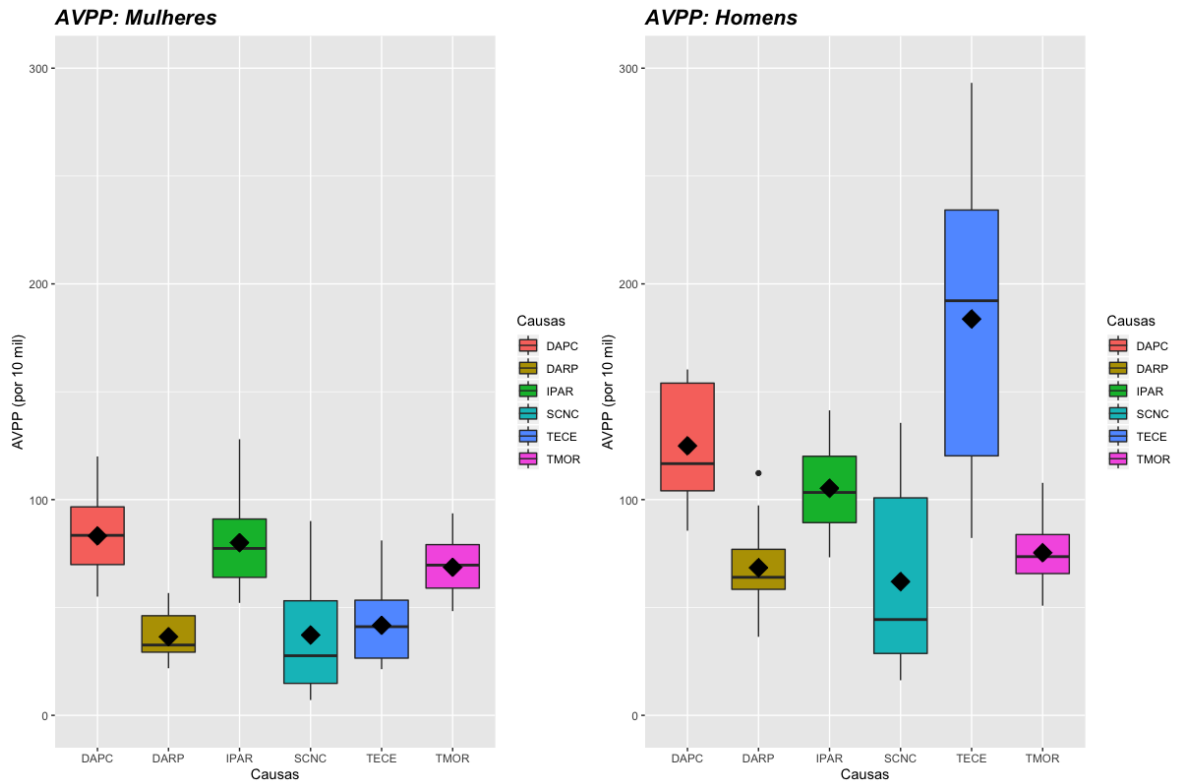 AVPP: Mulheres
AVPP (por 10 mil)
300
200
100
0
DAPC DARP IPAR SCNC TECE TMOR
Causas
Causas
DAPC
DARP
IPAR
SCNC
TECE
TMOR
AVPP: Homens
AVPP (por 10 mil)
300
200
100
0
DAPC DARP IPAR SCNC TECE TMOR
Causas
Causas
DAPC
DARP
IPAR
SCNC
TECE
TMOR